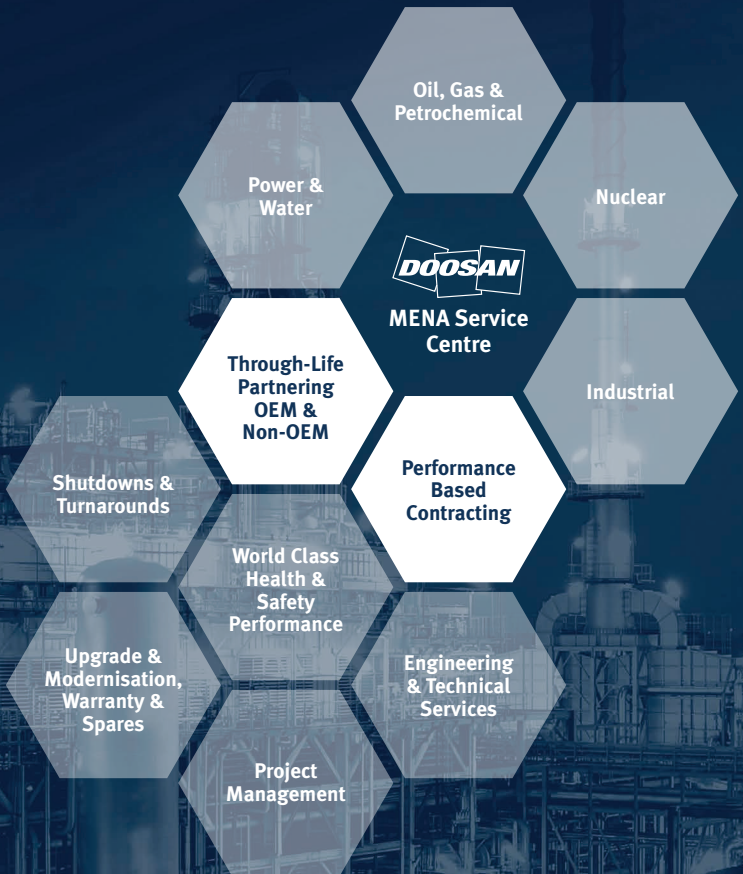 Oil, Gas &
Petrochemical
Power &
Water
Nuclear
DOOSAN
MENA Service
Centre
Through-Life
Partnering
OEM &
Non-OEM
Industrial
Performance
Based
Contracting
Shutdowns &
Turnarounds
World Class
Health &
Safety
Performance
Upgrade &
Modernisation,
Warranty &
Spares
Engineering
& Technical
Services
Project
Management